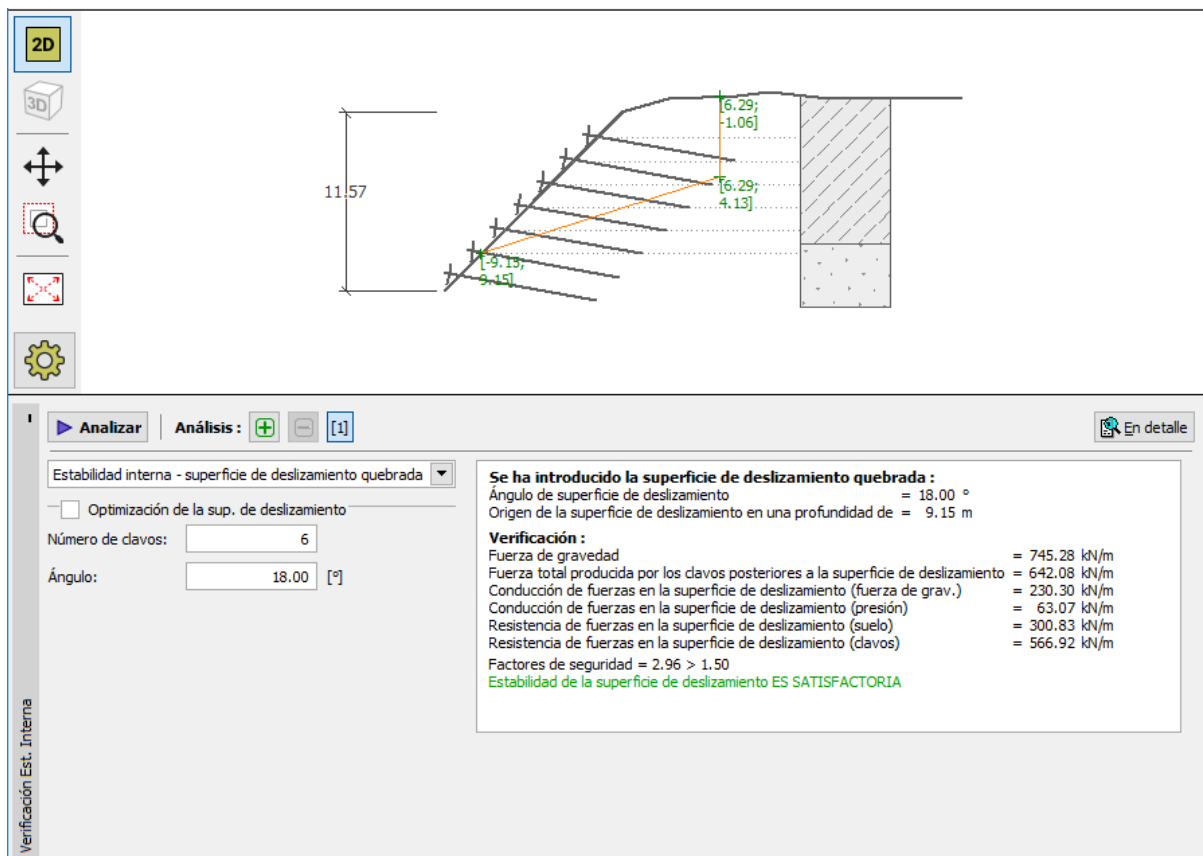 2D
3D
[6.29;
-1.06]
11.57
[6.29;
4.13]
[-9.15;
9.15]
Analizar
Análisis :
[1]
En detalle
Estabilidad interna - superficie de deslizamiento quebrada
Optimización de la sup. de deslizamiento
Número de clavos:
6
Ángulo:
18.00 [º]
Se ha introducido la superficie de deslizamiento quebrada :
Ángulo de superficie de deslizamiento = 18.00 °
Origen de la superficie de deslizamiento en una profundidad de = 9.15 m
Verificación :
Fuerza de gravedad = 745.28 kN/m
Fuerza total producida por los clavos posteriores a la superficie de deslizamiento = 642.08 kN/m
Conducción de fuerzas en la superficie de deslizamiento (fuerza de grav.) = 230.30 kN/m
Conducción de fuerzas en la superficie de deslizamiento (presión) = 63.07 kN/m
Resistencia de fuerzas en la superficie de deslizamiento (suelo) = 300.83 kN/m
Resistencia de fuerzas en la superficie de deslizamiento (clavos) = 566.92 kN/m
Factores de seguridad = 2.96 > 1.50
Estabilidad de la superficie de deslizamiento ES SATISFACTORIA
Verificación Est. Interna